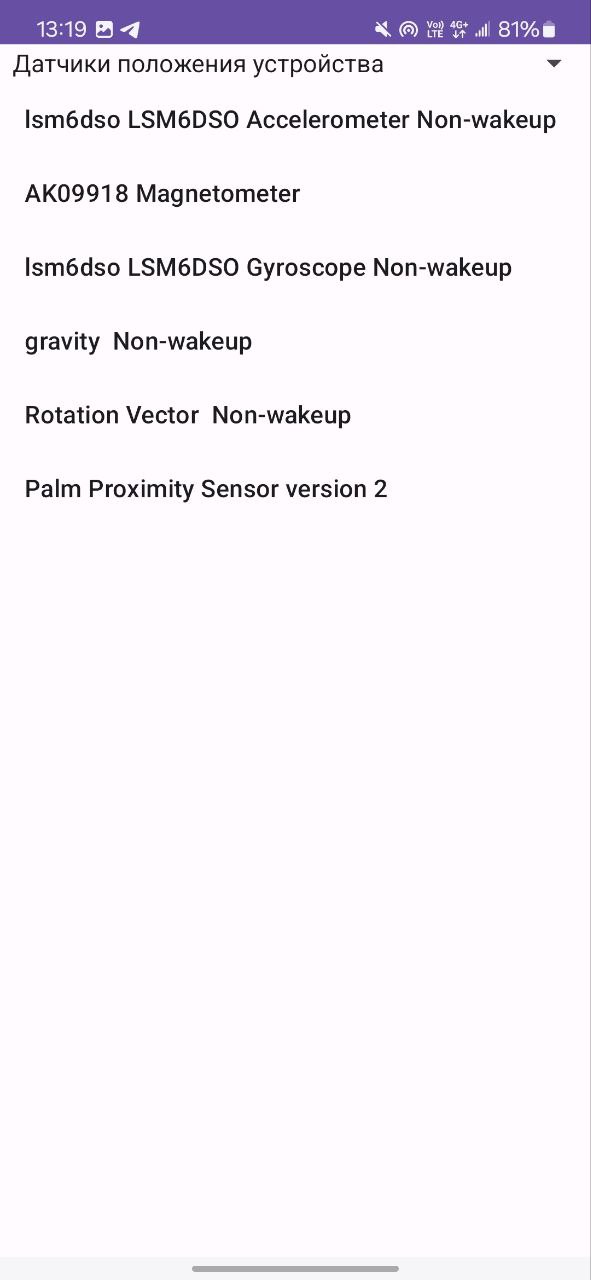 13:19 Vo)) LTE 4G+ 81%
Датчики положения устройства
lsm6dso LSM6DSO Accelerometer Non-wakeup
AK09918 Magnetometer
lsm6dso LSM6DSO Gyroscope Non-wakeup
gravity  Non-wakeup
Rotation Vector  Non-wakeup
Palm Proximity Sensor version 2